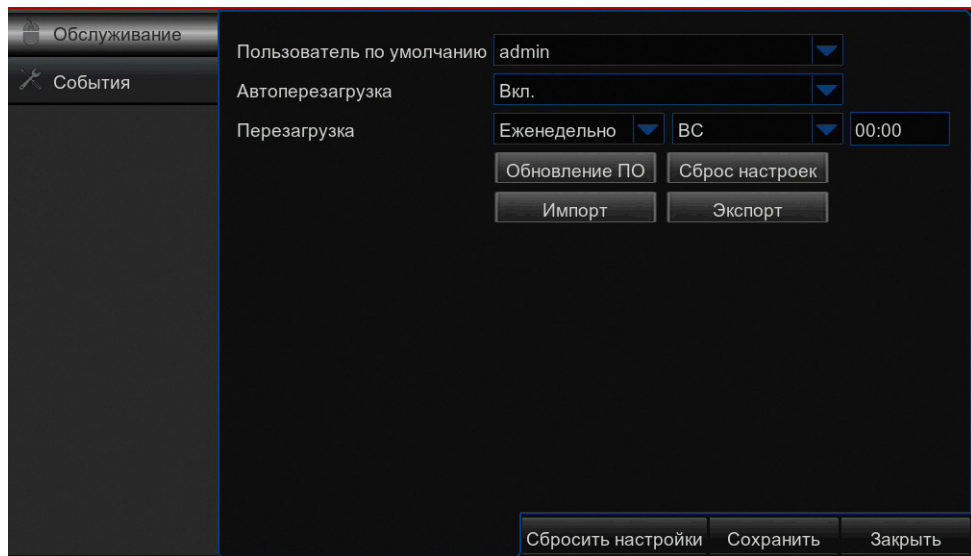 Обслуживание
События
Пользователь по умолчанию admin
Автоперезагрузка Вкл.
Перезагрузка Еженедельно ВС 00:00
Обновление ПО Сброс настроек
Импорт Экспорт
Сбросить настройки Сохранить Закрыть